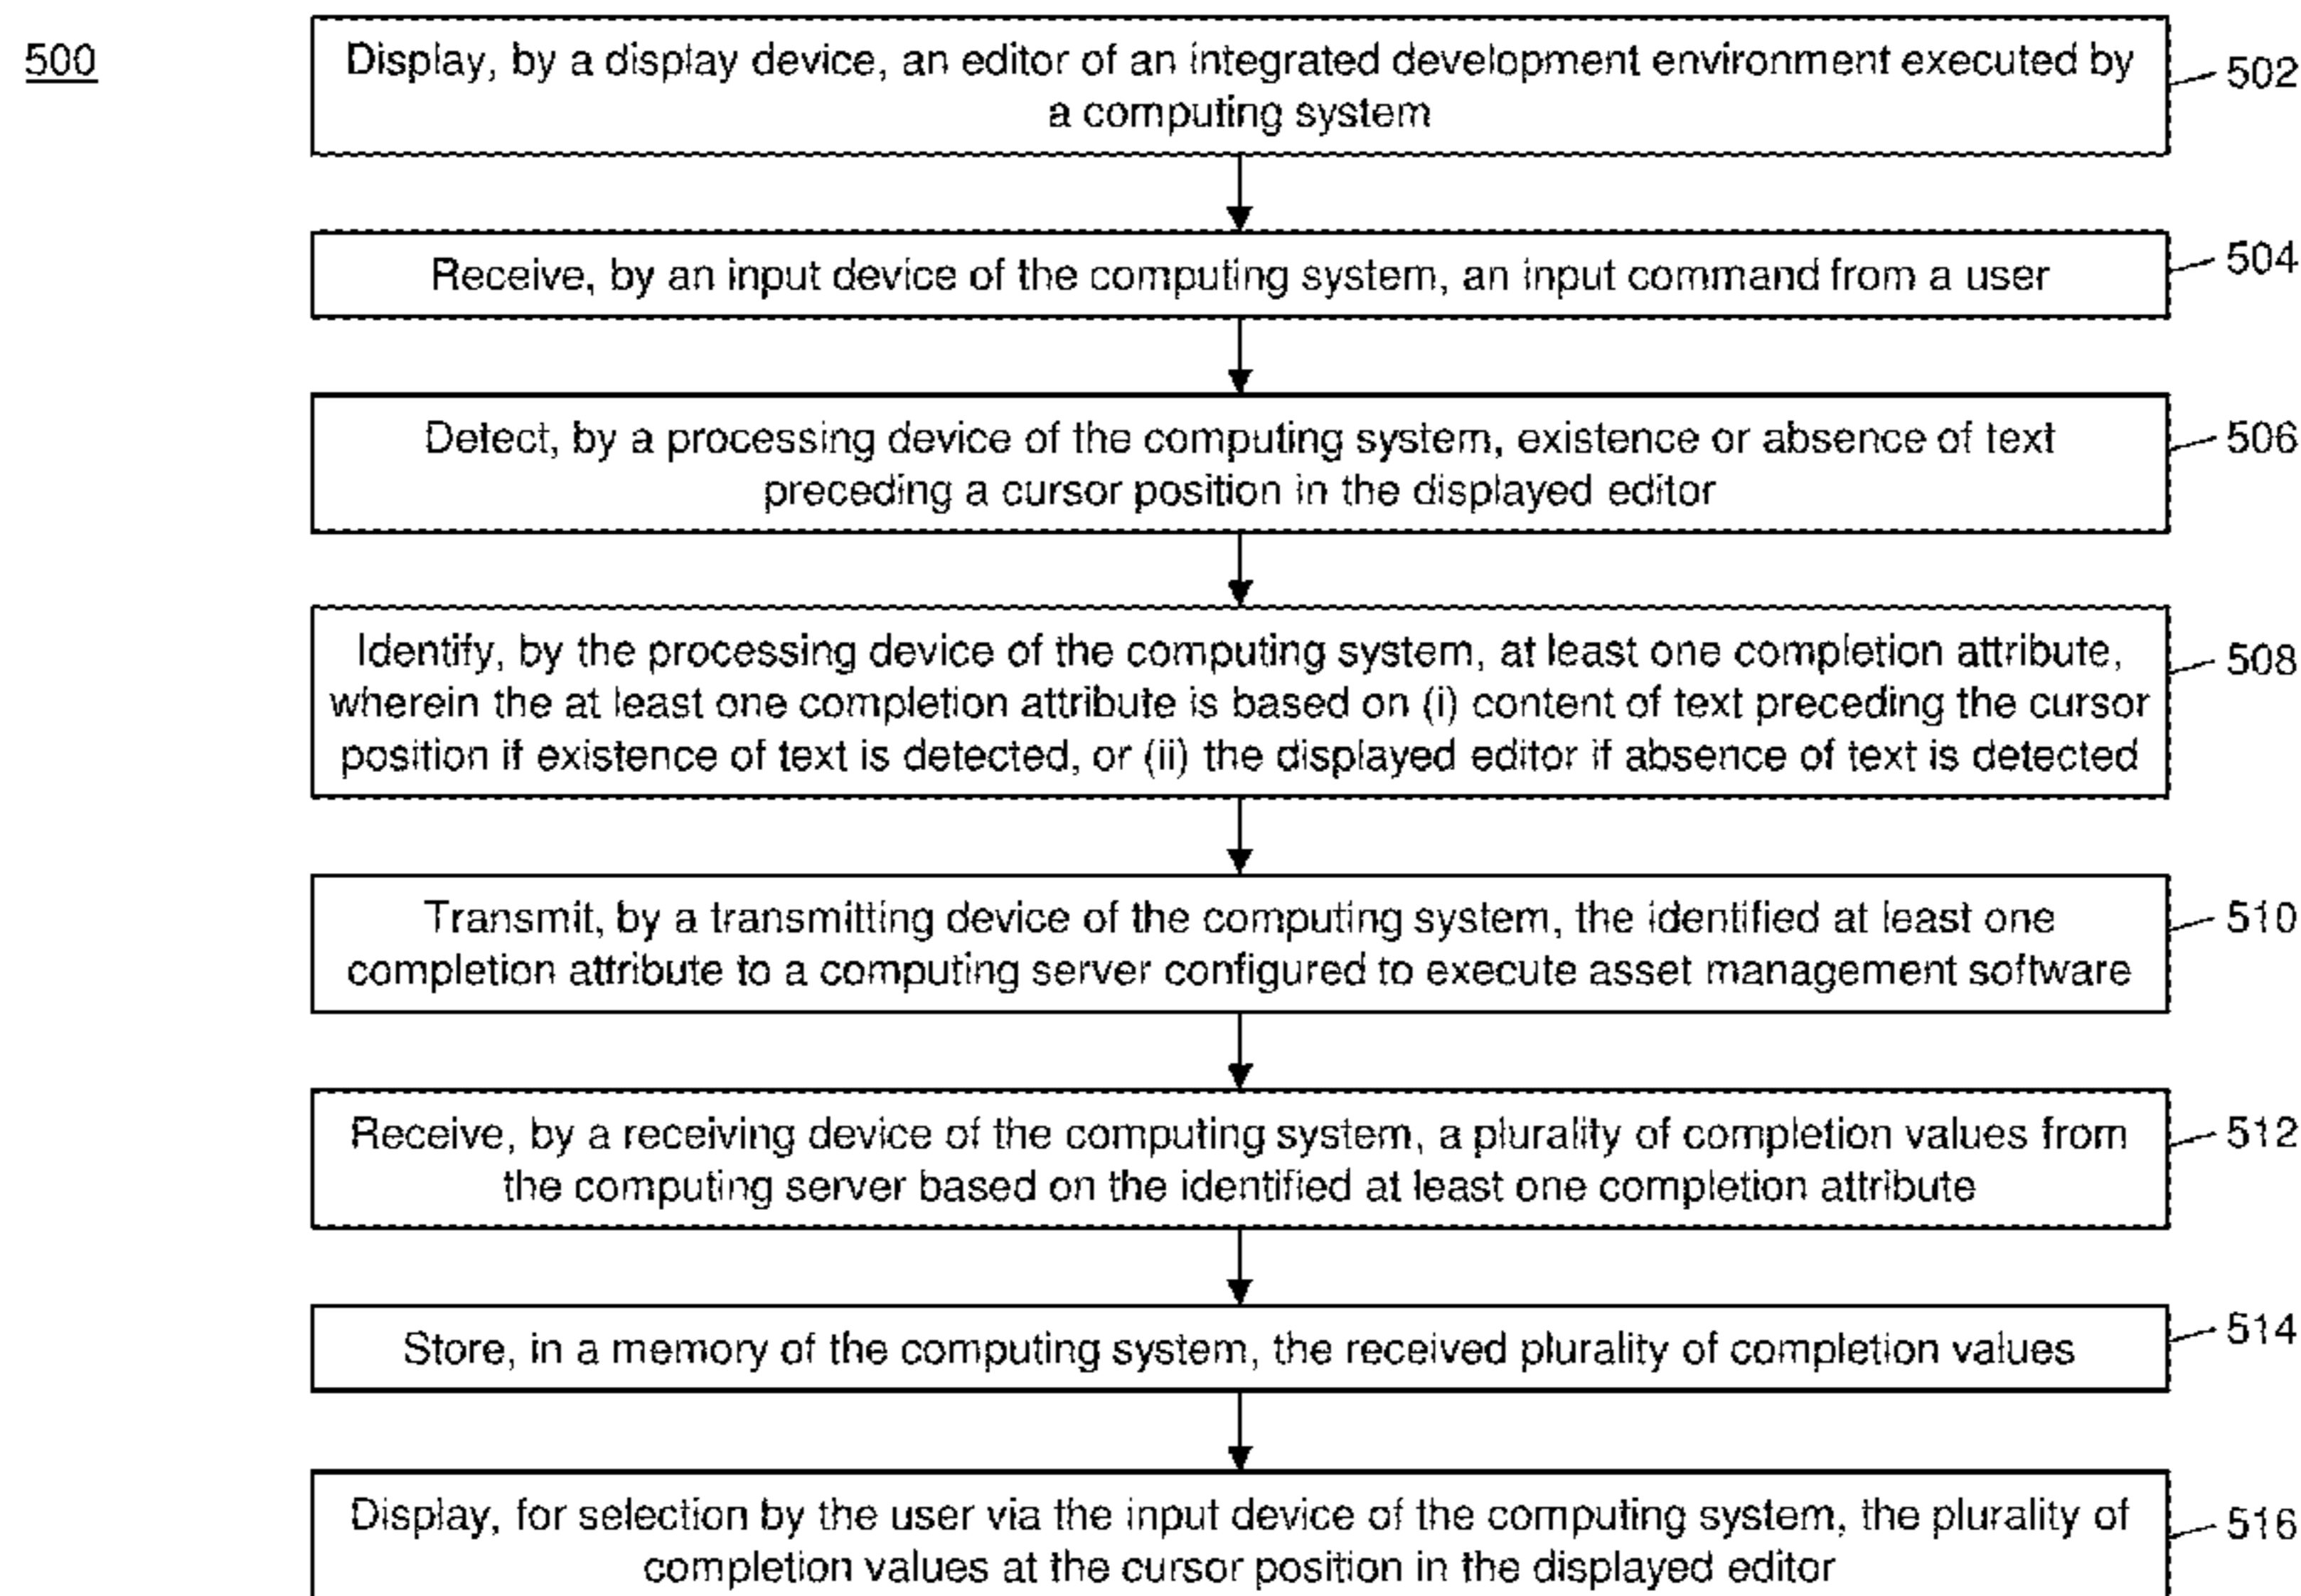 500
Display, by a display device, an editor of an integrated development environment executed by
a computing system
502
Receive, by an input device of the computing system, an input command from a user
504
Detect, by a processing device of the computing system, existence or absence of text
preceding a cursor position in the displayed editor
506
Identify, by the processing device of the computing system, at least one completion attribute,
wherein the at least one completion attribute is based on (i) content of text preceding the cursor
position if existence of text is detected, or (ii) the displayed editor if absence of text is detected
508
Transmit, by a transmitting device of the computing system, the identified at least one
completion attribute to a computing server configured to execute asset management software
510
Receive, by a receiving device of the computing system, a plurality of completion values from
the computing server based on the identified at least one completion attribute
512
Store, in a memory of the computing system, the received plurality of completion values
514
Display, for selection by the user via the input device of the computing system, the plurality of
completion values at the cursor position in the displayed editor
516